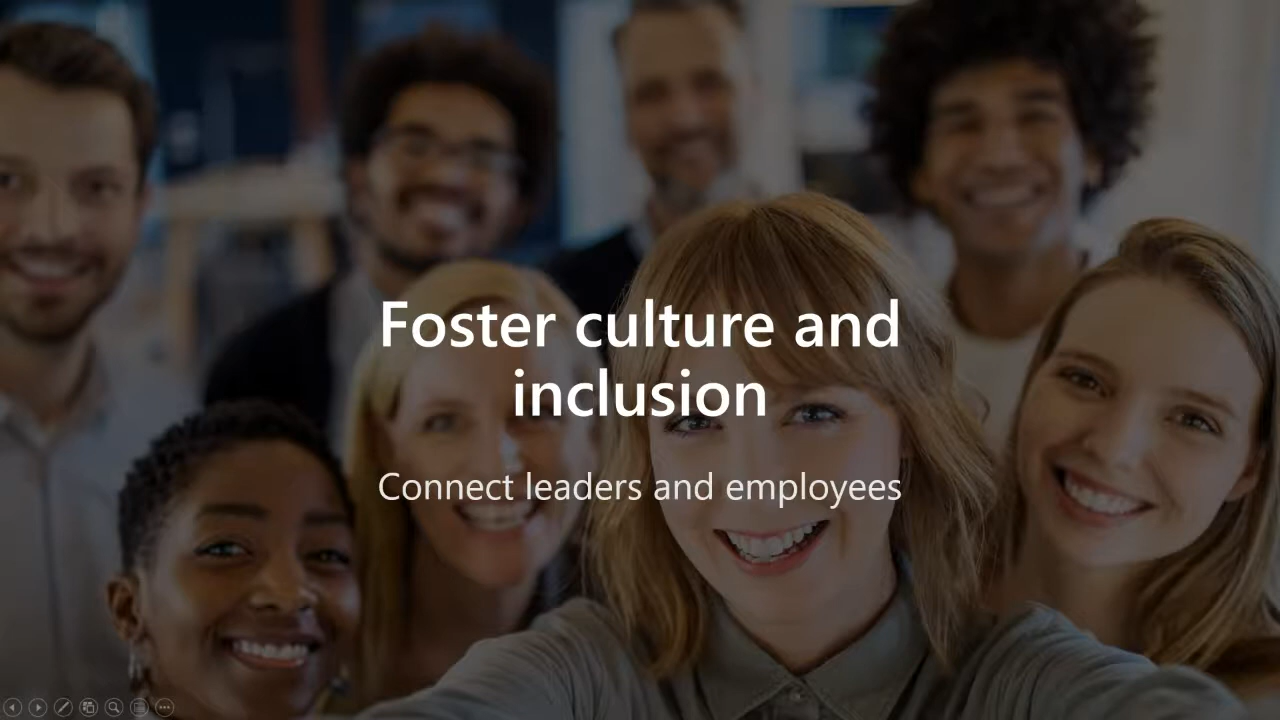 Foster culture and
inclusion
Connect leaders and employees